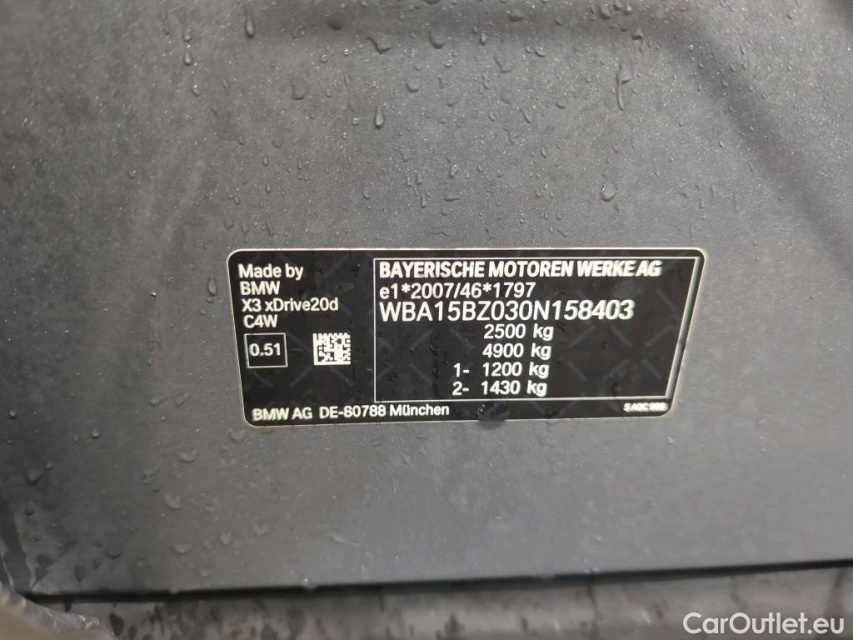 Made by
BMW
X3 xDrive20d
C4W
0.51
BAYERISCHE MOTOREN WERKE AG
e1*2007/46*1797
WBA15BZ030N158403
2500 kg
4900 kg
1- 1200 kg
2- 1430 kg
BMW AG DE-80788 München
CarOutlet.eu